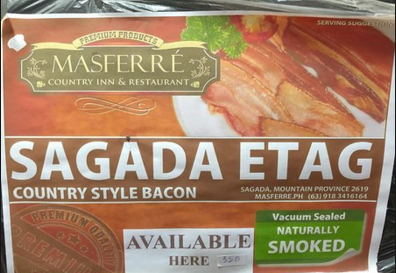 SERVING SUGGESTION
PREMIUM PRODUCTS
MASFERRÉ
COUNTRY INN & RESTAURANT
SAGADA ETAG
COUNTRY STYLE BACON
SAGADA, MOUNTAIN PROVINCE 2619
MASFERRE.PH (63) 918 3416164
PREMIUM QUALITY
PREMIUM
AVAILABLE
HERE
Vacuum Sealed
NATURALLY
SMOKED